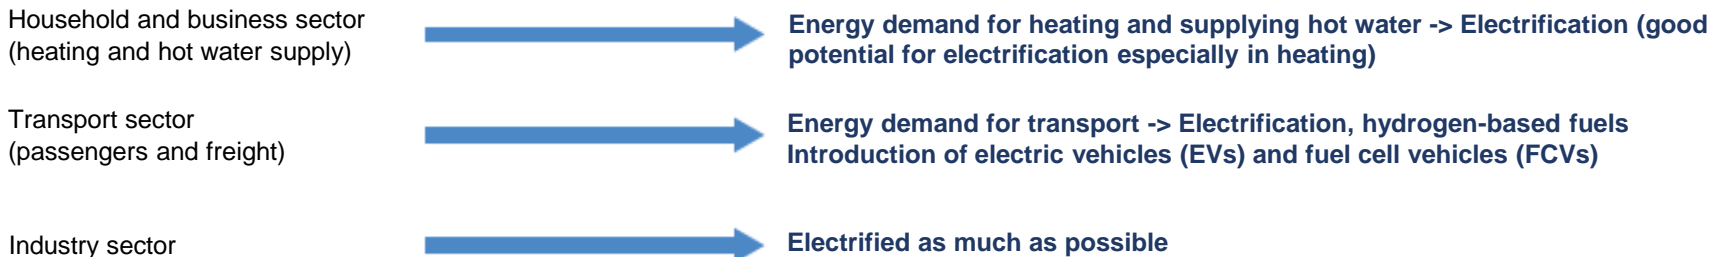 Household and business sector
(heating and hot water supply)
Energy demand for heating and supplying hot water -> Electrification (good
potential for electrification especially in heating)
Transport sector
(passengers and freight)
Energy demand for transport -> Electrification, hydrogen-based fuels
Introduction of electric vehicles (EVs) and fuel cell vehicles (FCVs)
Industry sector
Electrified as much as possible